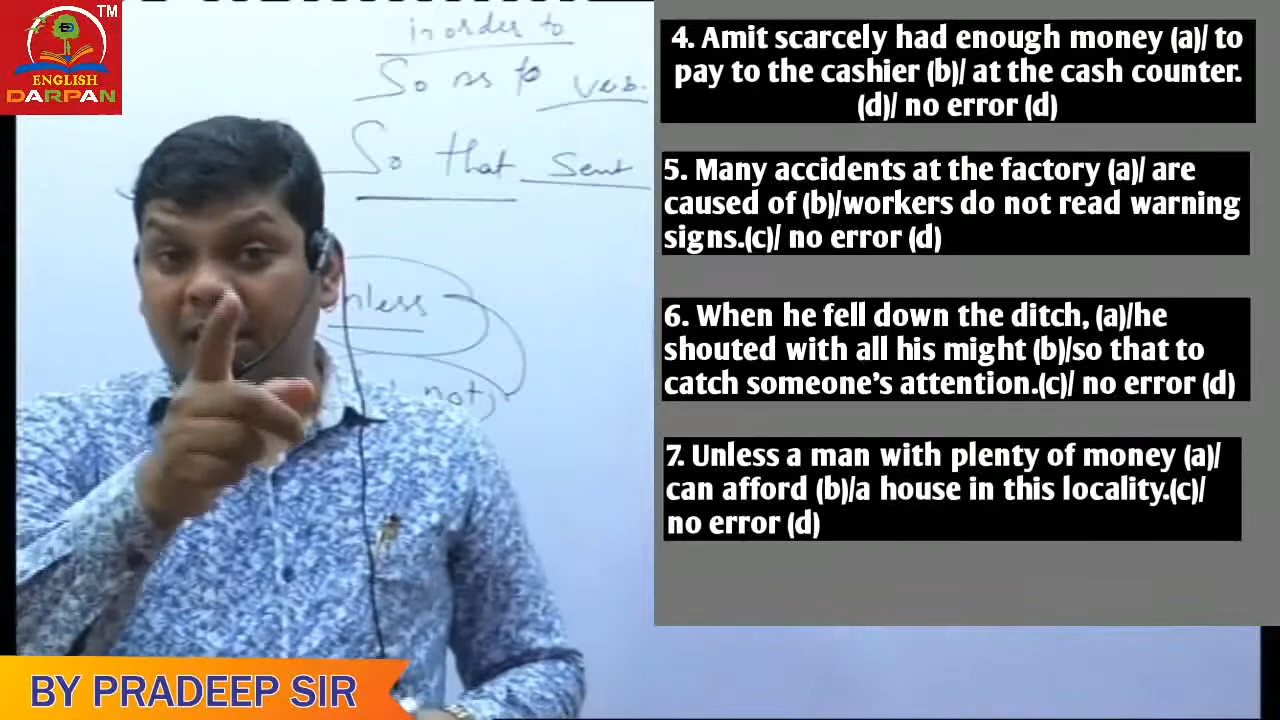 TM
ENGLISH
DARPAN
in order to
So as to verb.
So that sent
unless
not)
4. Amit scarcely had enough money (a)/ to
pay to the cashier (b)/ at the cash counter.
(d)/ no error (d)
5. Many accidents at the factory (a)/ are
caused of (b)/workers do not read warning
signs.(c)/ no error (d)
6. When he fell down the ditch, (a)/he
shouted with all his might (b)/so that to
catch someone's attention.(c)/ no error (d)
7. Unless a man with plenty of money (a)/
can afford (b)/a house in this locality.(c)/
no error (d)
BY PRADEEP SIR